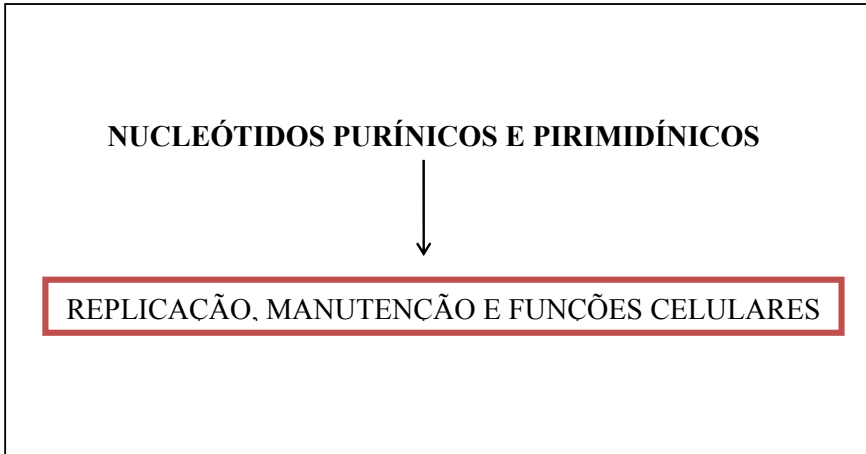 NUCLEÓTIDOS PURÍNICOS E PIRIMIDÍNICOS
REPLICAÇÃO, MANUTENÇÃO E FUNÇÕES CELULARES